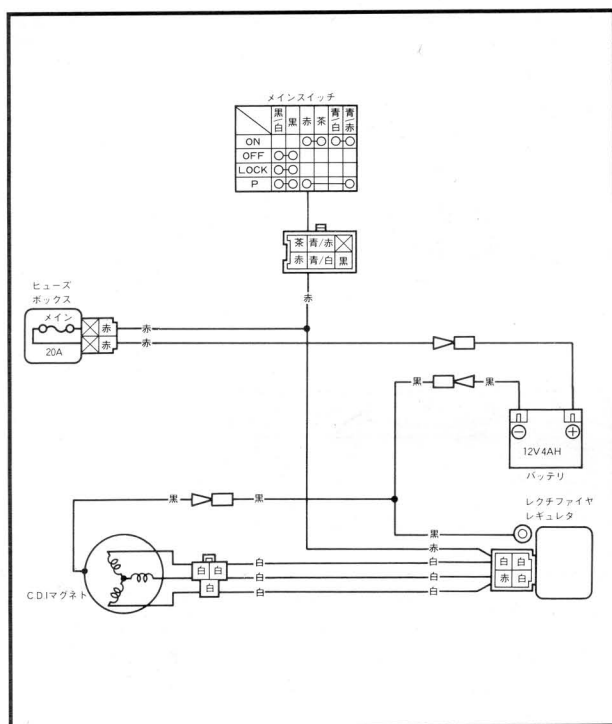 メインスイッチ
黒/白 黒 赤 茶 青/白 青/赤
ON
OFF
LOCK
P
茶 青/赤
赤 青/白 黒
赤
ヒューズ
ボックス
メイン
20A
赤
赤
赤
赤
黒 黒
12V4AH
バッテリ
レクチファイヤ
レギュレタ
黒 黒
黒
赤
白 白
白 白
白 白
白 白
白
白 白
赤 白
CDIマグネト